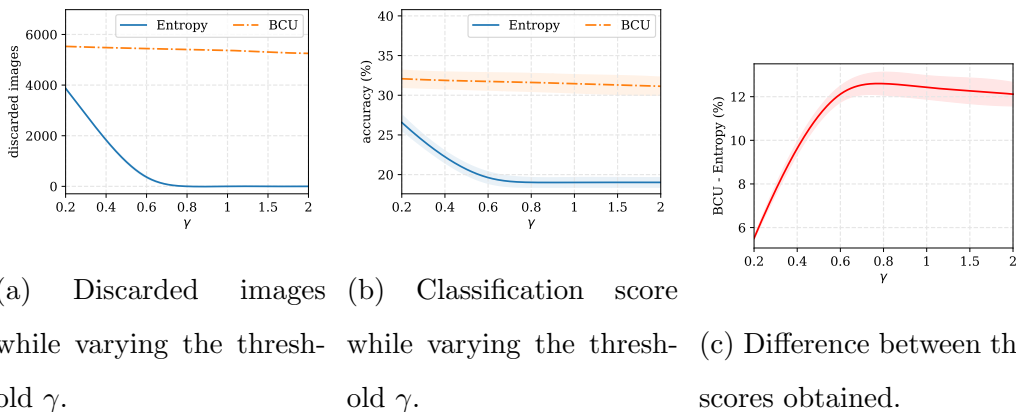 Entropy BCU
discarded images
6000
4000
2000
0
0.2 0.4 0.6 0.8 1 1.5 2
γ
(a) Discarded images
while varying the thresh-
old γ.
Entropy BCU
accuracy (%)
40
35
30
25
20
0.2 0.4 0.6 0.8 1 1.5 2
γ
(b) Classification score
while varying the thresh-
old γ.
BCU - Entropy (%)
12
10
8
6
0.2 0.4 0.6 0.8 1 1.5 2
γ
(c) Difference between th
scores obtained.